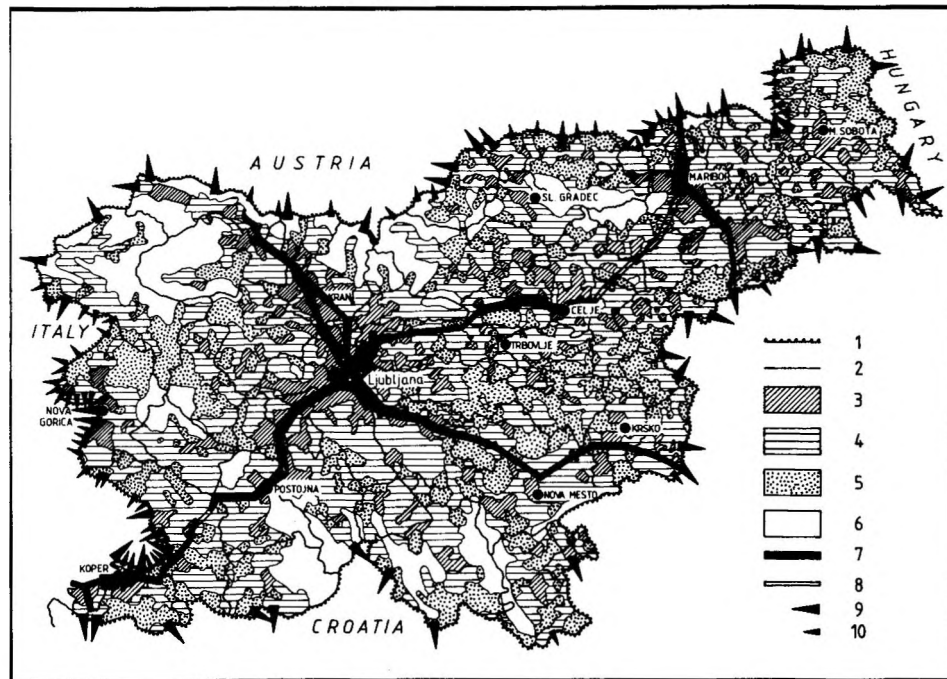 HUNGARY
M. SOBOTA
AUSTRIA
MARIBOR
SL. GRADEC
KRANJ
CELJE
ITALY
TRBOVLJE
Ljubljana
NOVA
GORICA
KRŠKO
POSTOJNA
NOVA MESTO
KOPER
CROATIA
1
2
3
4
5
6
7
8
9
10